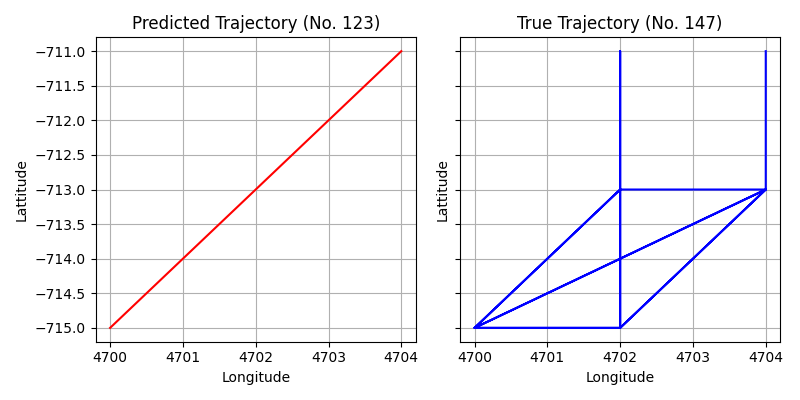 Predicted Trajectory (No. 123)
True Trajectory (No. 147)
−711.0
−711.5
−712.0
−712.5
−713.0
−713.5
−714.0
−714.5
−715.0
Lattitude
Lattitude
4700 4701 4702 4703 4704
4700 4701 4702 4703 4704
Longitude
Longitude